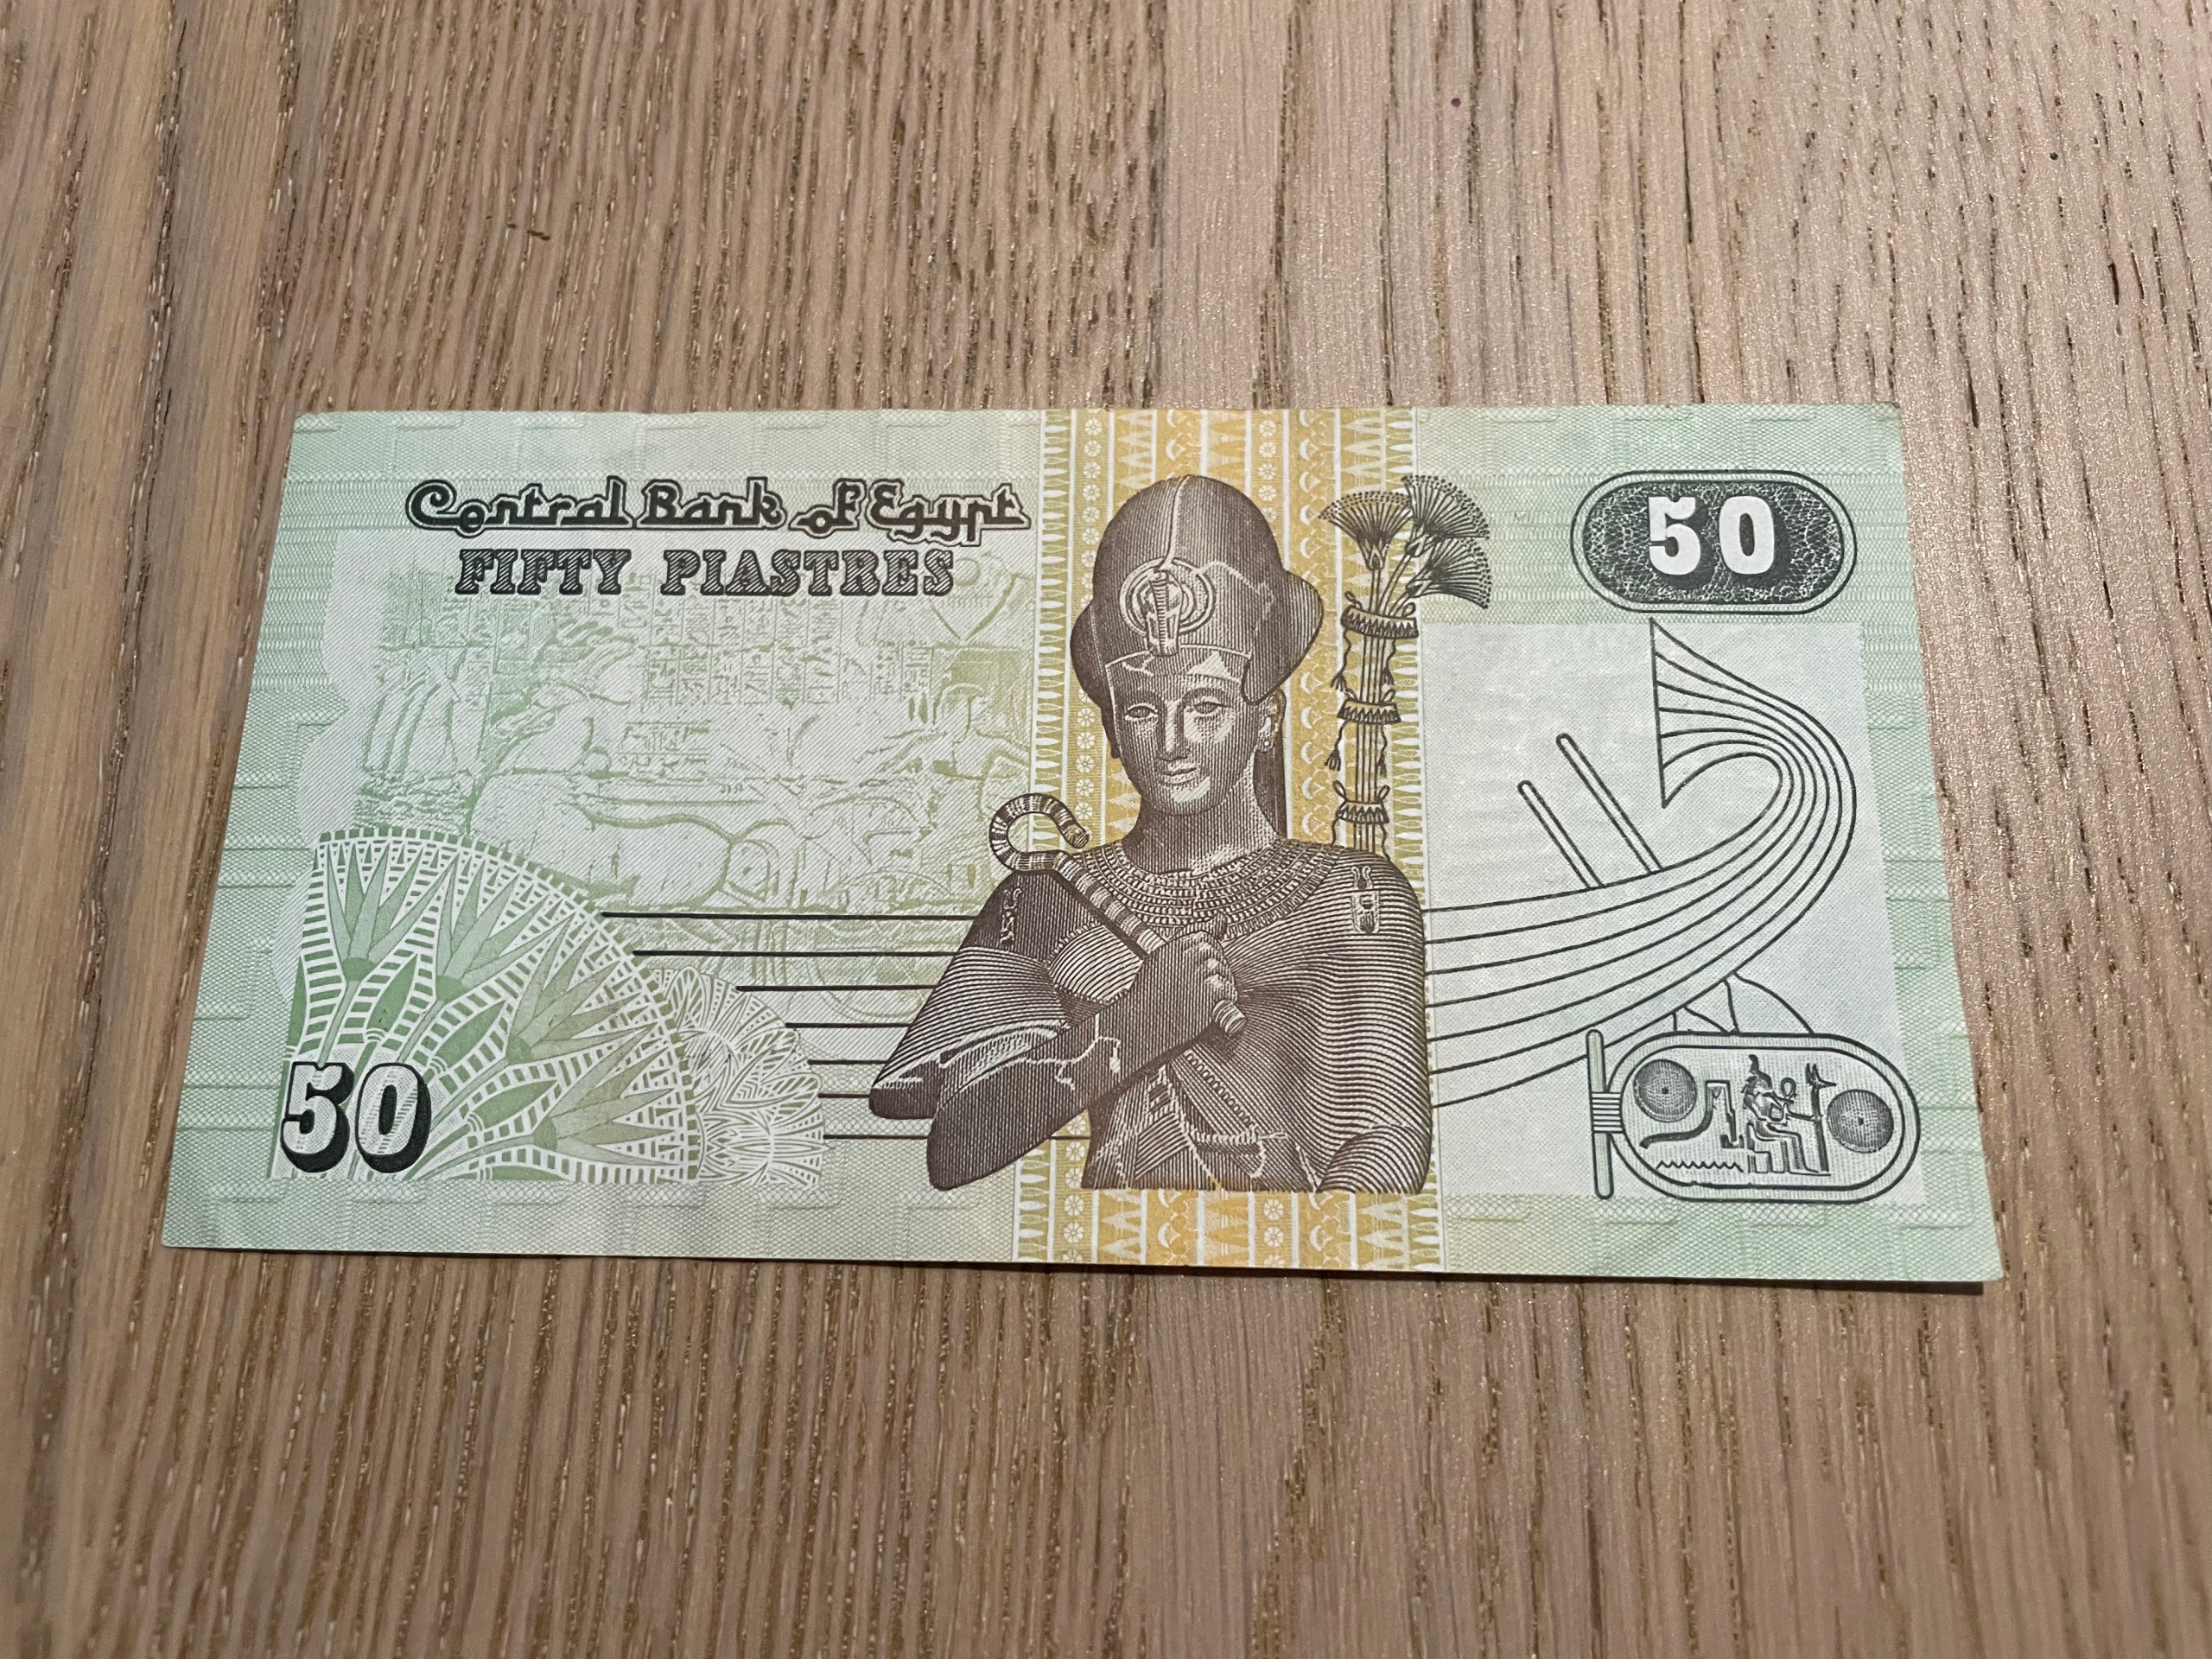 Central Bank of Egypt
FIFTY PIASTRES
50
50